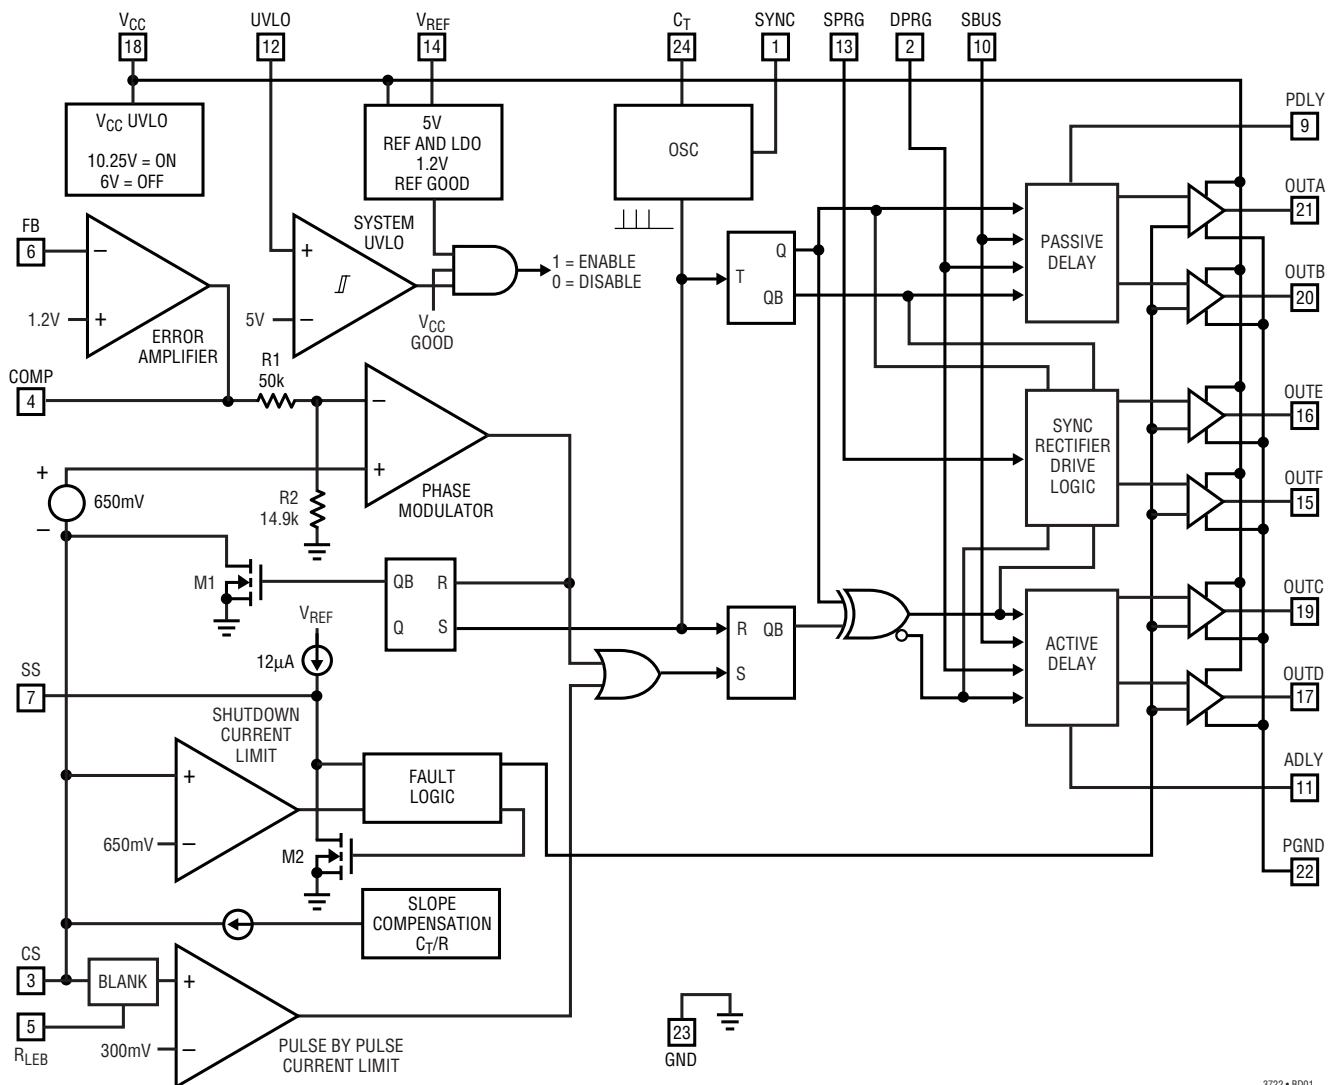 VCC
18
UVLO
12
VREF
14
CT
24
SYNC
1
SPRG
13
DPRG
2
SBUS
10
VCC UVLO
10.25V = ON
6V = OFF
5V
REF AND LDO
1.2V
REF GOOD
OSC
PDLY
9
FB
6
−
1.2V
+
ERROR
AMPLIFIER
SYSTEM
UVLO
+
5V
−
VCC
GOOD
1 = ENABLE
0 = DISABLE
T
Q
QB
PASSIVE
DELAY
OUTA
21
OUTB
20
COMP
4
R1
50k
−
+
PHASE
MODULATOR
R2
14.9k
+
650mV
−
SYNC
RECTIFIER
DRIVE
LOGIC
OUTE
16
OUTF
15
M1
QB
R
Q
S
R
QB
S
ACTIVE
DELAY
OUTC
19
OUTD
17
VREF
12µA
SS
7
SHUTDOWN
CURRENT
LIMIT
+
650mV
−
FAULT
LOGIC
M2
ADLY
11
PGND
22
SLOPE
COMPENSATION
CT/R
CS
3
BLANK
+
5
RLEB
300mV
−
PULSE BY PULSE
CURRENT LIMIT
23
GND
3722 • BD01